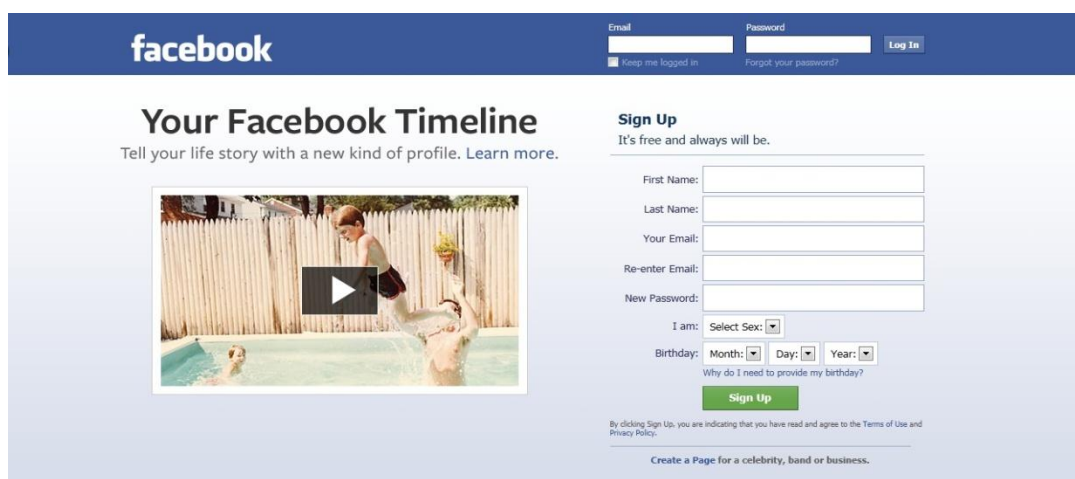 facebook
Email
Password
Log In
Keep me logged in
Forgot your password?
Your Facebook Timeline
Tell your life story with a new kind of profile. Learn more.
Sign Up
It's free and always will be.
First Name:
Last Name:
Your Email:
Re-enter Email:
New Password:
I am: Select Sex:
Birthday: Month: Day: Year:
Why do I need to provide my birthday?
Sign Up
By clicking Sign Up, you are indicating that you have read and agree to the Terms of Use and
Privacy Policy.
Create a Page for a celebrity, band or business.